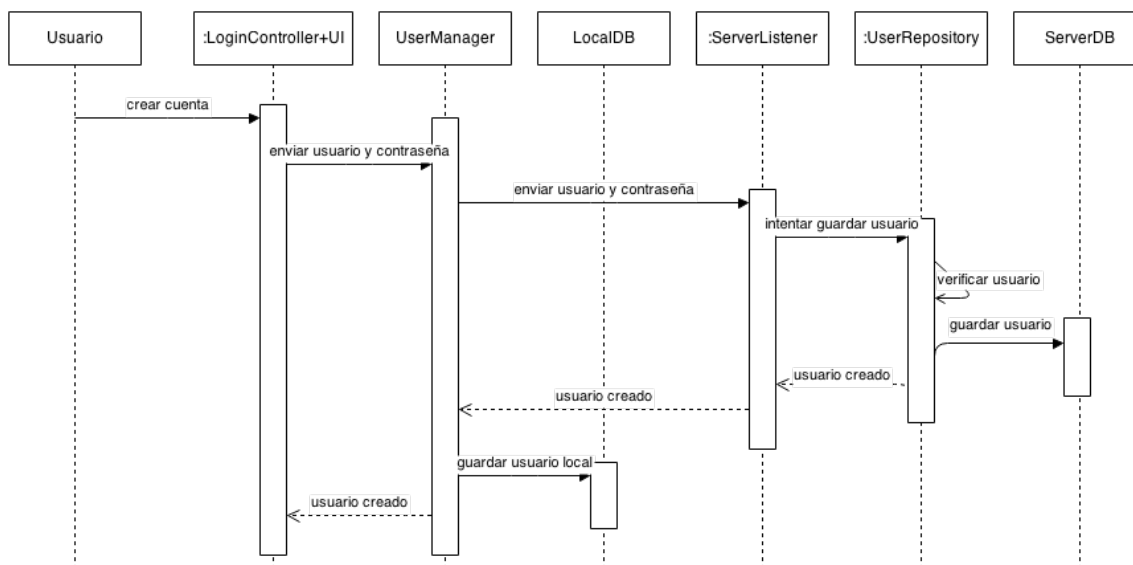 Usuario
:LoginController+UI
UserManager
LocalDB
:ServerListener
:UserRepository
ServerDB
crear cuenta
enviar usuario y contraseña
enviar usuario y contraseña
intentar guardar usuario
verificar usuario
guardar usuario
usuario creado
usuario creado
guardar usuario local
usuario creado